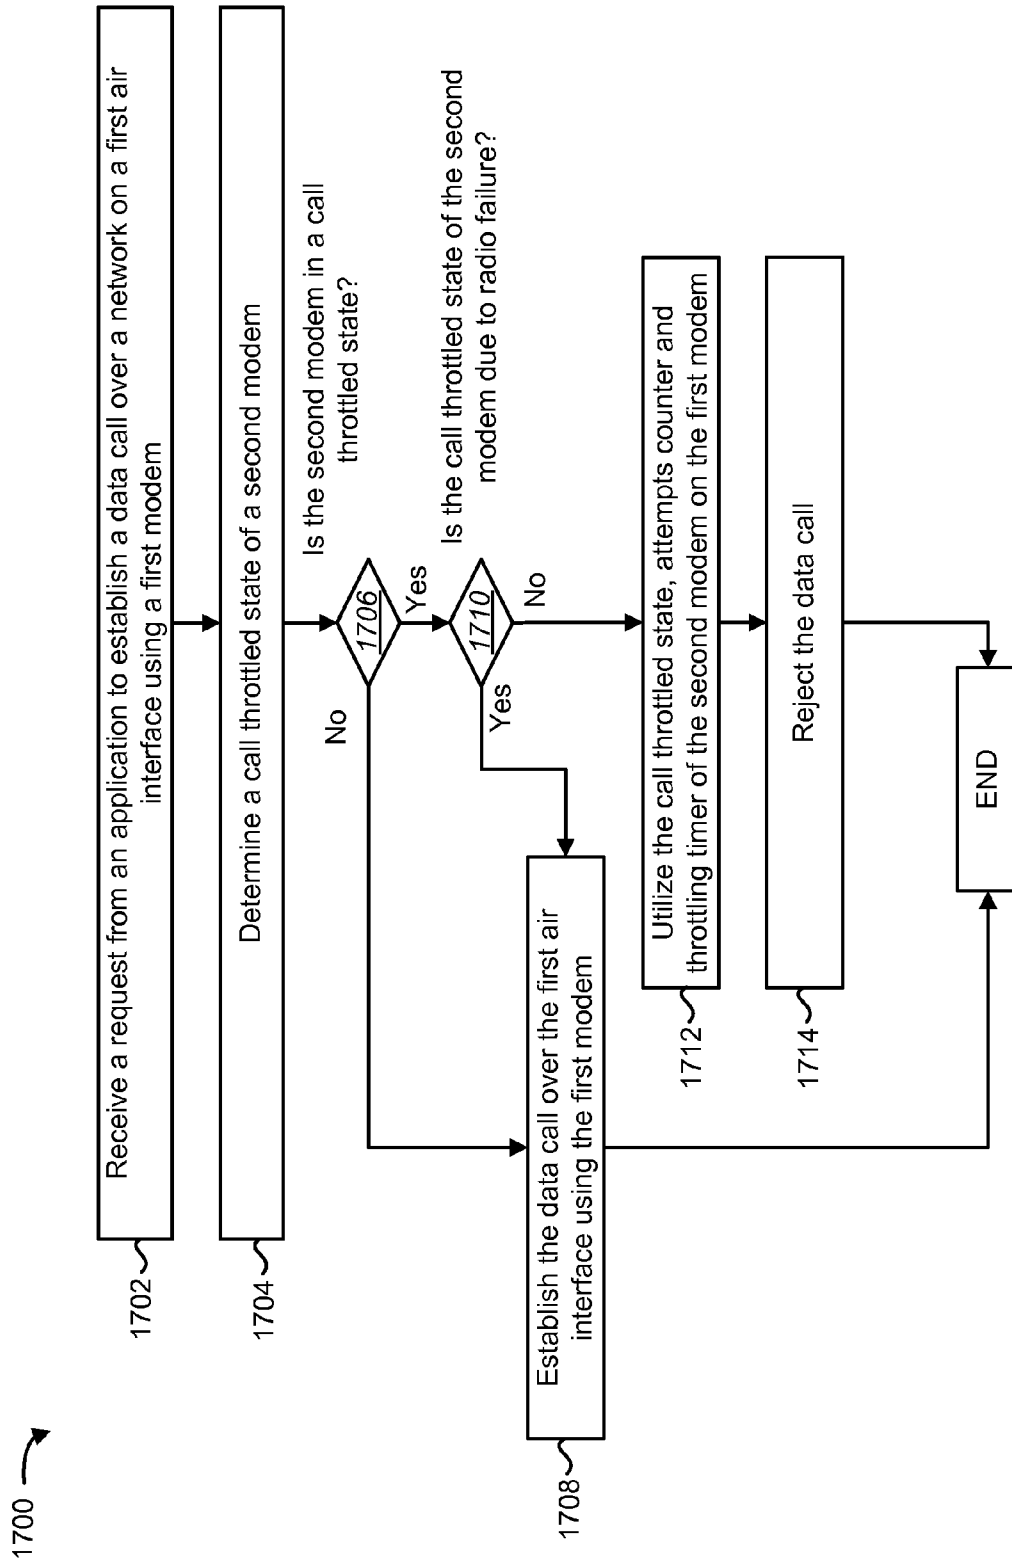 1700
1702
Receive a request from an application to establish a data call over a network on a first air
interface using a first modem
1704
Determine a call throttled state of a second modem
Is the second modem in a call
throttled state?
1706
No
Yes
Is the call throttled state of the second
modem due to radio failure?
1710
Yes
No
1708
Establish the data call over the first air
interface using the first modem
1712
Utilize the call throttled state, attempts counter and
throttling timer of the second modem on the first modem
1714
Reject the data call
END